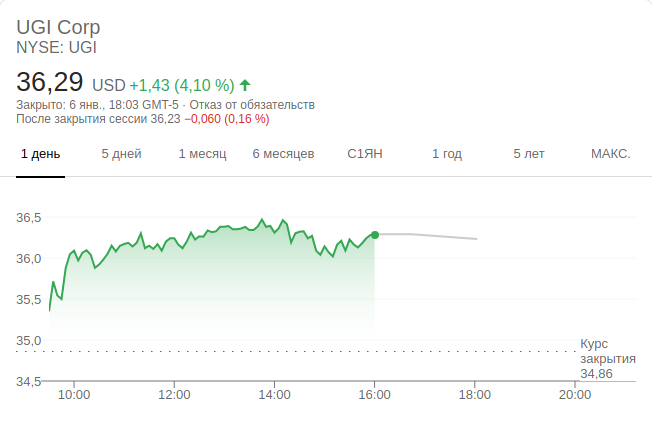 UGI Corp
NYSE: UGI
36,29 USD +1,43 (4,10 %)
Закрыто: 6 янв., 18:03 GMT-5 · Отказ от обязательств
После закрытия сессии 36,23 −0,060 (0,16 %)
1 день 5 дней 1 месяц 6 месяцев С1ЯН 1 год 5 лет МАКС.
36,5
36,0
35,5
35,0
Курс
закрытия
34,86
34,5
10:00 12:00 14:00 16:00 18:00 20:00